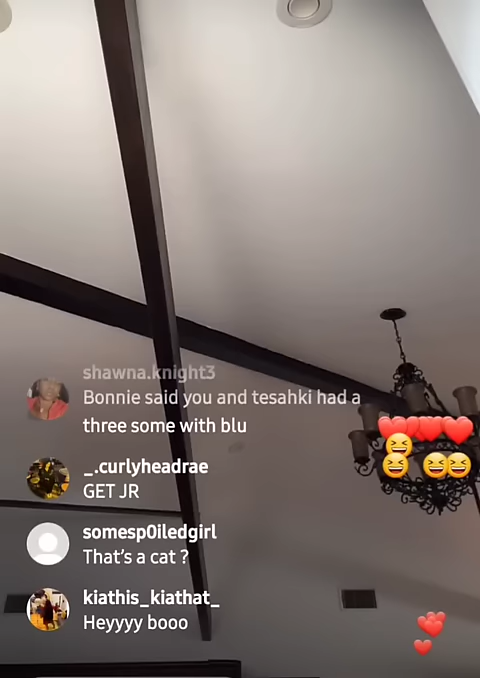 shawna.knight3
Bonnie said you and tesahki had a
three some with blu
_.curlyheadrae
GET JR
somesp0iledgirl
That's a cat ?
kiathis_kiathat_
Heyyyy booo